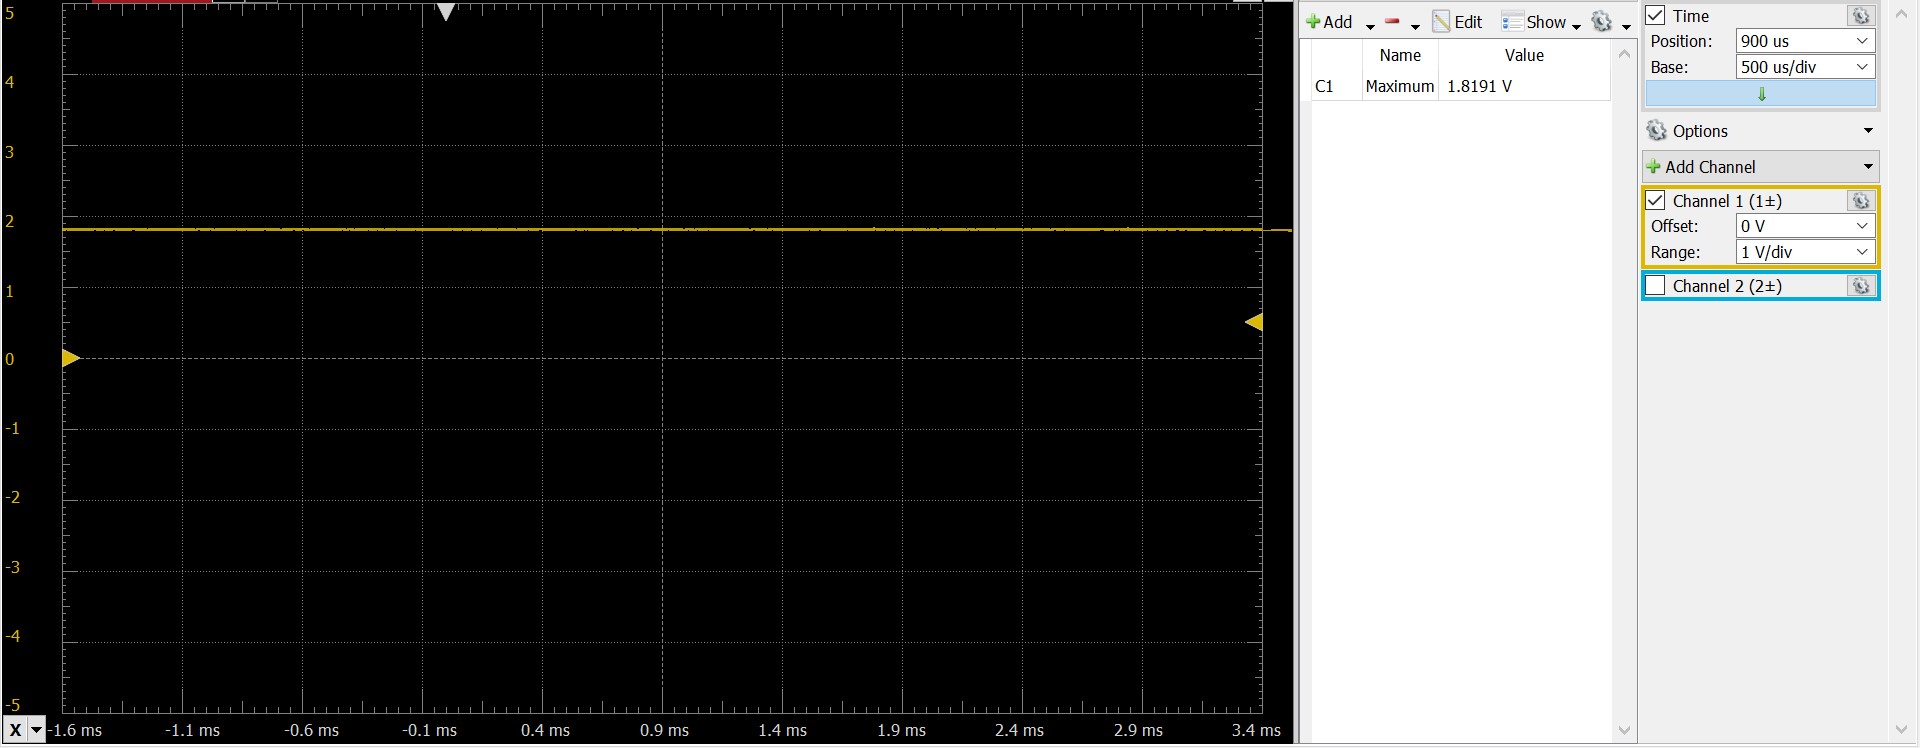 5
4
3
2
1
0
-1
-2
-3
-4
-5
X
-1.6 ms -1.1 ms -0.6 ms -0.1 ms 0.4 ms 0.9 ms 1.4 ms 1.9 ms 2.4 ms 2.9 ms 3.4 ms
Add Edit Show
Name Value
C1 Maximum 1.8191 V
Time
Position: 900 us
Base: 500 us/div
Options
Add Channel
Channel 1 (1±)
Offset: 0 V
Range: 1 V/div
Channel 2 (2±)